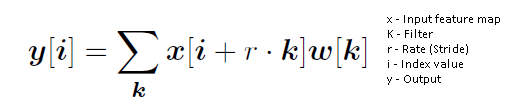 y[i] = ∑ x[i + r · k]w[k]
k
x - Input feature map
K - Filter
r - Rate (Stride)
i - Index value
y - Output